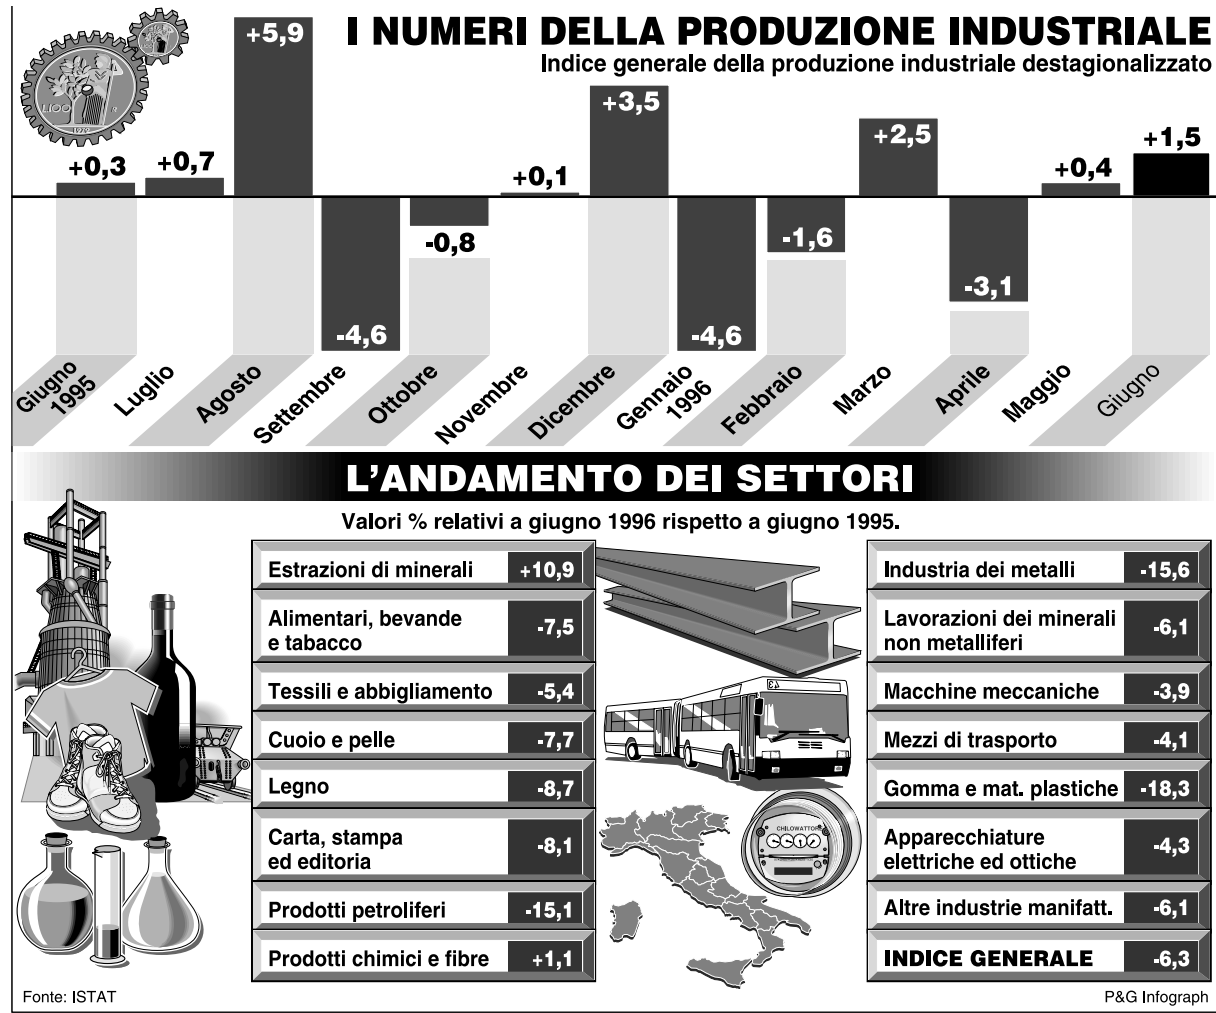 I NUMERI DELLA PRODUZIONE INDUSTRIALE
Indice generale della produzione industriale destagionalizzato
+0,3
+0,7
+5,9
-4,6
-0,8
+0,1
+3,5
-4,6
-1,6
+2,5
-3,1
+0,4
+1,5
Giugno
1995
Luglio
Agosto
Settembre
Ottobre
Novembre
Dicembre
Gennaio
1996
Febbraio
Marzo
Aprile
Maggio
Giugno
L'ANDAMENTO DEI SETTORI
Valori % relativi a giugno 1996 rispetto a giugno 1995.
Estrazioni di minerali +10,9
Alimentari, bevande
e tabacco -7,5
Tessili e abbigliamento -5,4
Cuoio e pelle -7,7
Legno -8,7
Carta, stampa
ed editoria -8,1
Prodotti petroliferi -15,1
Prodotti chimici e fibre +1,1
CHILOWATTORE
Industria dei metalli -15,6
Lavorazioni dei minerali
non metalliferi -6,1
Macchine meccaniche -3,9
Mezzi di trasporto -4,1
Gomma e mat. plastiche -18,3
Apparecchiature
elettriche ed ottiche -4,3
Altre industrie manifatt. -6,1
INDICE GENERALE -6,3
Fonte: ISTAT
P&G Infograph